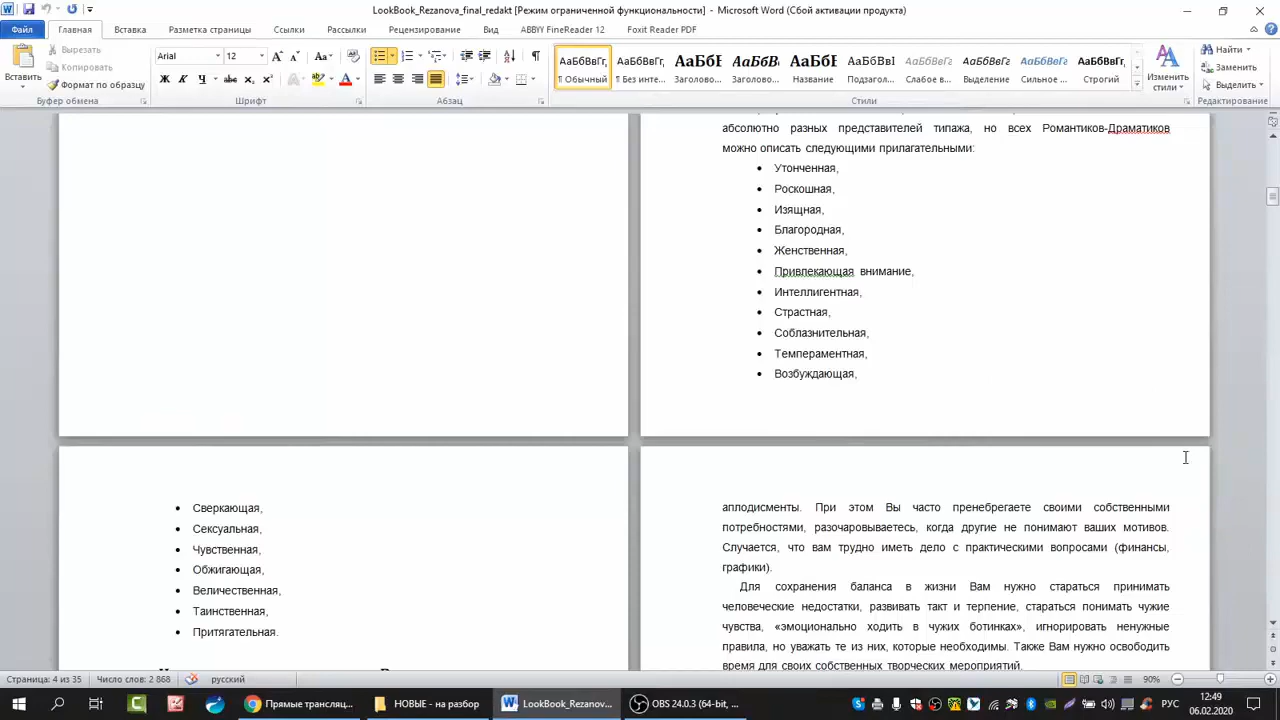 LookBook_Rezanova_final_redakt [Режим ограниченной функциональности] - Microsoft Word (Сбой активации продукта)
Файл Главная Вставка Разметка страницы Ссылки Рассылки Рецензирование Вид ABBYY FineReader 12 Foxit Reader PDF
Вставить
Вырезать
Копировать
Формат по образцу
Буфер обмена
Arial 12
Ж К Ч
Шрифт
Абзац
АаБбВвГг, АаБбВвГг, АаБбЕ АаБбВ АаБбЕ АаБбВвІ АаБбВвГг АаБбВвГг АаБбВвГг АаБбВвГг
¶ Обычный ¶ Без инте... Заголово... Заголово... Название Подзагол... Слабое в... Выделение Сильное ... Строгий
Стили
Изменить стили
Найти
Заменить
Выделить
Редактирование
абсолютно разных представителей типажа, но всех Романтиков-Драматиков
можно описать следующими прилагательными:
• Утонченная,
• Роскошная,
• Изящная,
• Благородная,
• Женственная,
• Привлекающая внимание,
• Интеллигентная,
• Страстная,
• Соблазнительная,
• Темпераментная,
• Возбуждающая,
• Сверкающая,
• Сексуальная,
• Чувственная,
• Обжигающая,
• Величественная,
• Таинственная,
• Притягательная.
аплодисменты. При этом Вы часто пренебрегаете своими собственными
потребностями, разочаровываетесь, когда другие не понимают ваших мотивов.
Случается, что вам трудно иметь дело с практическими вопросами (финансы,
графики).
Для сохранения баланса в жизни Вам нужно стараться принимать
человеческие недостатки, развивать такт и терпение, стараться понимать чужие
чувства, «эмоционально ходить в чужих ботинках», игнорировать ненужные
правила, но уважать те из них, которые необходимы. Также Вам нужно освободить
время для своих собственных творческих мероприятий.
Страница: 4 из 35 Число слов: 2 868 русский 90%
Прямые трансляц... НОВЫЕ - на разбор LookBook_Rezanov... OBS 24.0.3 (64-bit, ... РУС
12:49
06.02.2020